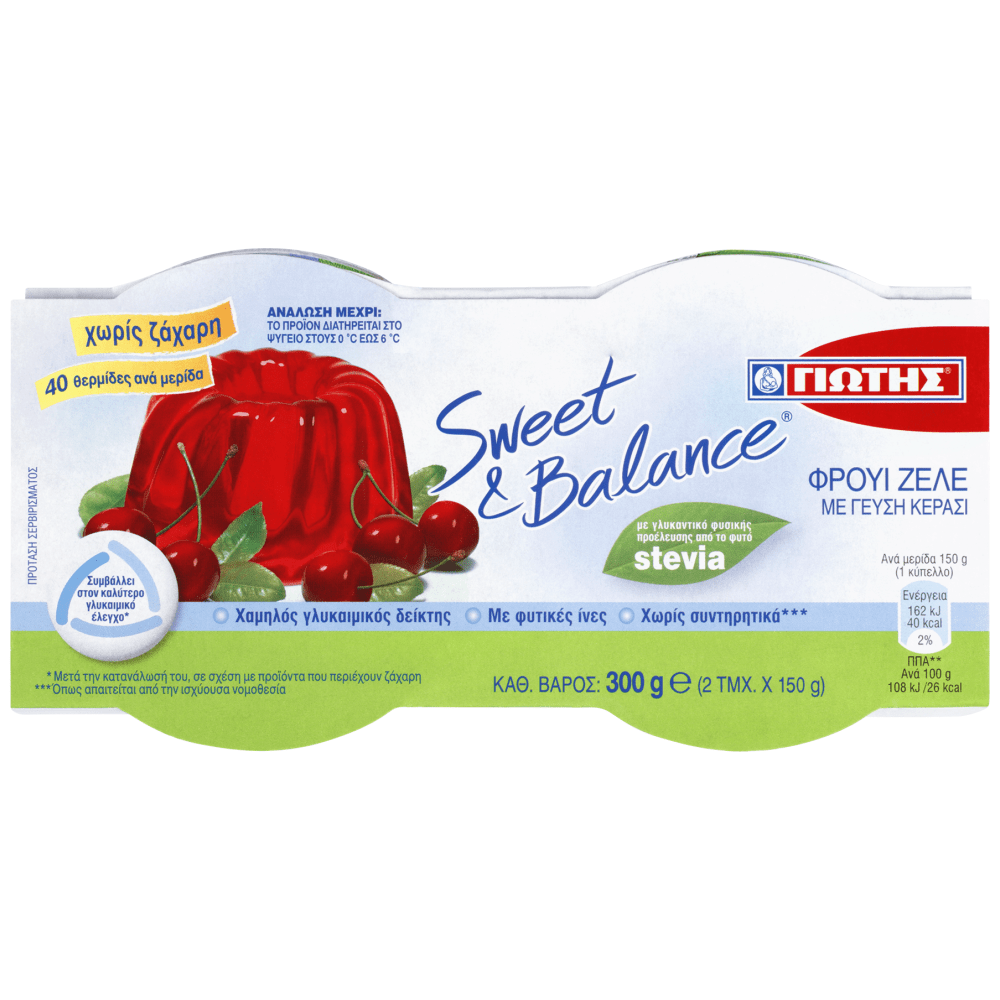 χωρίς ζάχαρη
40 θερμίδες ανά μερίδα
ΑΝΑΛΩΣΗ ΜΕΧΡΙ:
ΤΟ ΠΡΟΪΟΝ ΔΙΑΤΗΡΕΙΤΑΙ ΣΤΟ
ΨΥΓΕΙΟ ΣΤΟΥΣ 0 °C ΕΩΣ 6 °C
ΓΙΩΤΗΣ®
Sweet
& Balance®
ΦΡΟΥΙ ΖΕΛΕ
ΜΕ ΓΕΥΣΗ ΚΕΡΑΣΙ
με γλυκαντικό φυσικής
προέλευσης από το φυτό
stevia
ΠΡΟΤΑΣΗ ΣΕΡΒΙΡΙΣΜΑΤΟΣ
Συμβάλλει
στον καλύτερο
γλυκαιμικό
έλεγχο*
Ανά μερίδα 150 g
(1 κύπελλο)
Ενέργεια
162 kJ
40 kcal
2%
ΠΠΑ**
Ανά 100 g
108 kJ /26 kcal
Χαμηλός γλυκαιμικός δείκτης
Με φυτικές ίνες
Χωρίς συντηρητικά***
*Μετά την κατανάλωσή του, σε σχέση με προϊόντα που περιέχουν ζάχαρη
***Όπως απαιτείται από την ισχύουσα νομοθεσία
ΚΑΘ. ΒΑΡΟΣ: 300 g ℮ (2 ΤΜΧ. Χ 150 g)